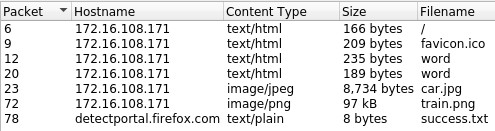 Packet Hostname Content Type Size Filename
6 172.16.108.171 text/html 166 bytes /
9 172.16.108.171 text/html 209 bytes favicon.ico
12 172.16.108.171 text/html 235 bytes word
20 172.16.108.171 text/html 189 bytes word
23 172.16.108.171 image/jpeg 8,734 bytes car.jpg
72 172.16.108.171 image/png 97 kB train.png
78 detectportal.firefox.com text/plain 8 bytes success.txt